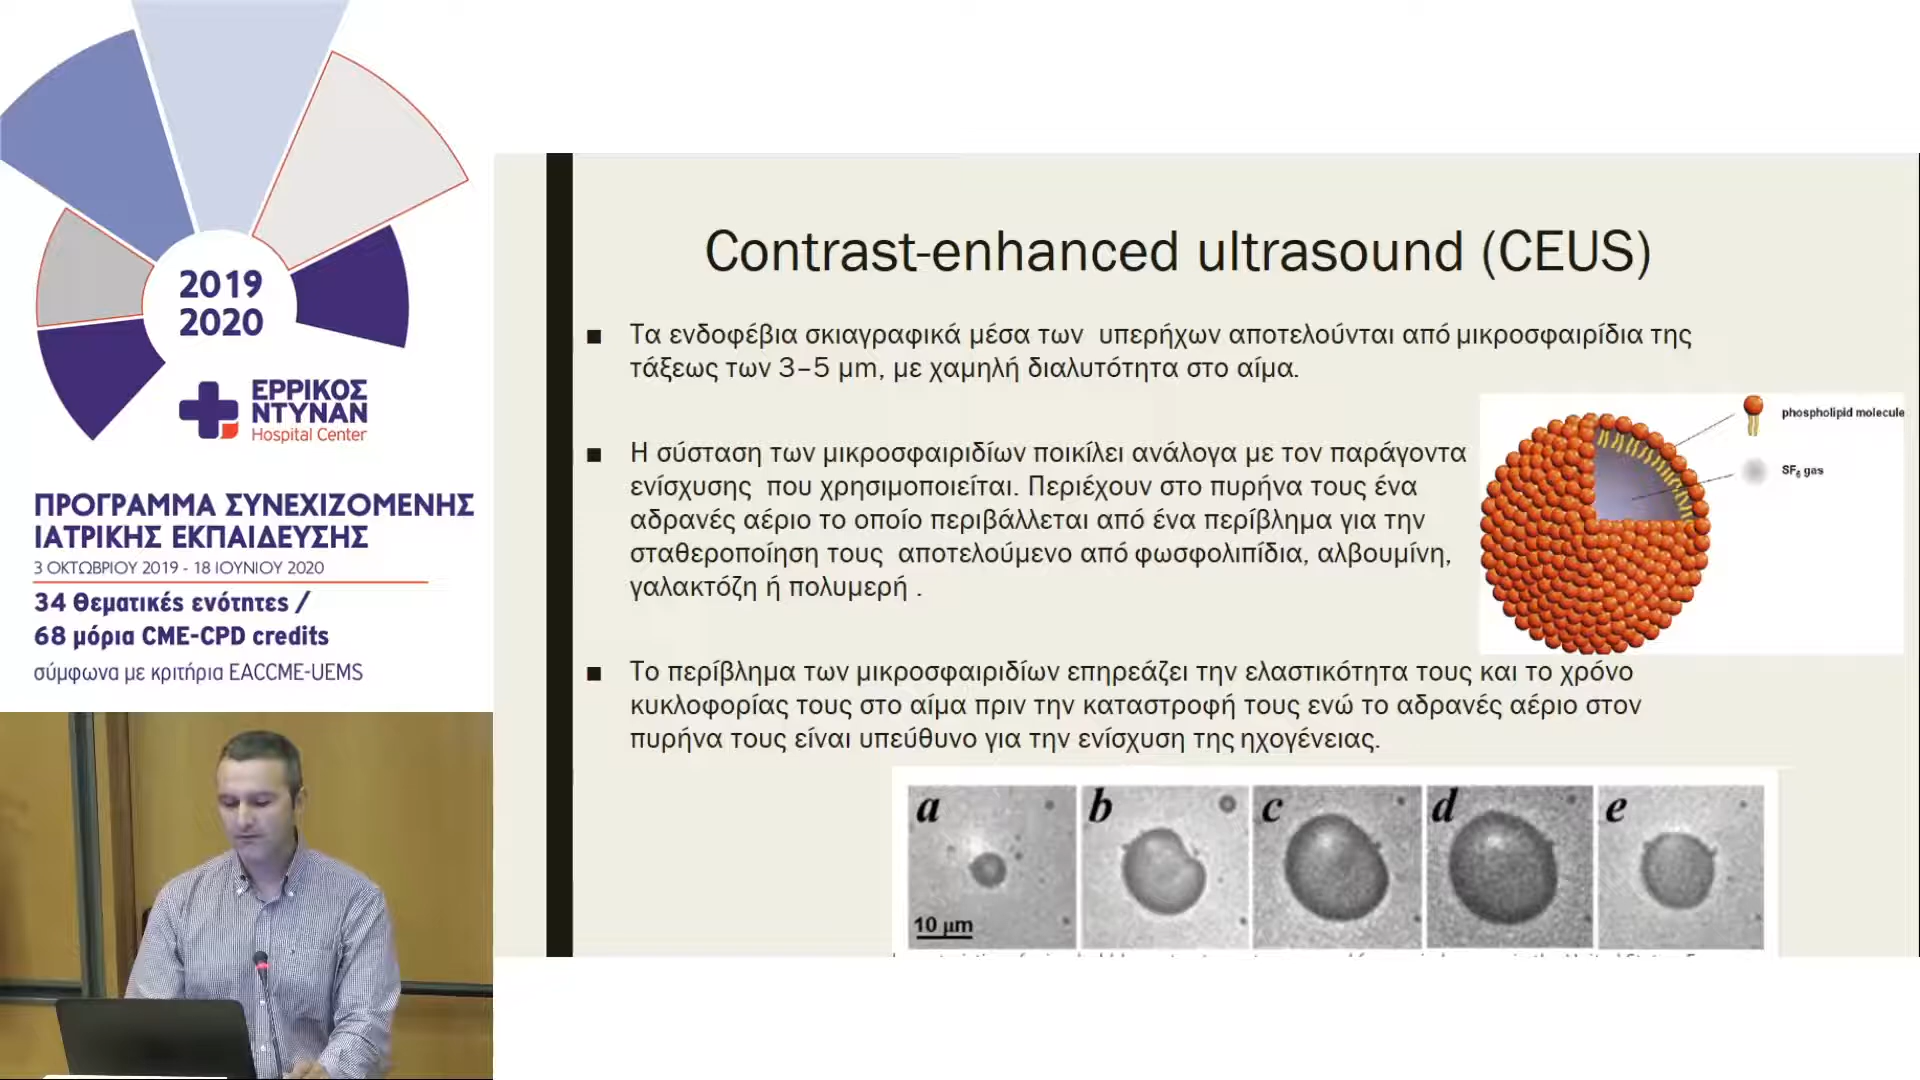 2019
2020
ΕΡΡΙΚΟΣ
ΝΤΥΝΑΝ
Hospital Center
ΠΡΟΓΡΑΜΜΑ ΣΥΝΕΧΙΖΟΜΕΝΗΣ
ΙΑΤΡΙΚΗΣ ΕΚΠΑΙΔΕΥΣΗΣ
3 ΟΚΤΩΒΡΙΟΥ 2019 - 18 ΙΟΥΝΙΟΥ 2020
34 θεματικές ενότητες /
68 μόρια CME-CPD credits
σύμφωνα με κριτήρια EACCME-UEMS
Contrast-enhanced ultrasound (CEUS)
■ Τα ενδοφέβια σκιαγραφικά μέσα των υπερήχων αποτελούνται από μικροσφαιρίδια της
τάξεως των 3–5 μm, με χαμηλή διαλυτότητα στο αίμα.
■ Η σύσταση των μικροσφαιριδίων ποικίλει ανάλογα με τον παράγοντα
ενίσχυσης που χρησιμοποιείται. Περιέχουν στο πυρήνα τους ένα
αδρανές αέριο το οποίο περιβάλλεται από ένα περίβλημα για την
σταθεροποίηση τους αποτελούμενο από φωσφολιπίδια, αλβουμίνη,
γαλακτόζη ή πολυμερή .
phospholipid molecule
SF6 gas
■ Το περίβλημα των μικροσφαιριδίων επηρεάζει την ελαστικότητα τους και το χρόνο
κυκλοφορίας τους στο αίμα πριν την καταστροφή τους ενώ το αδρανές αέριο στον
πυρήνα τους είναι υπεύθυνο για την ενίσχυση της ηχογένειας.
a b c d e
10 μm